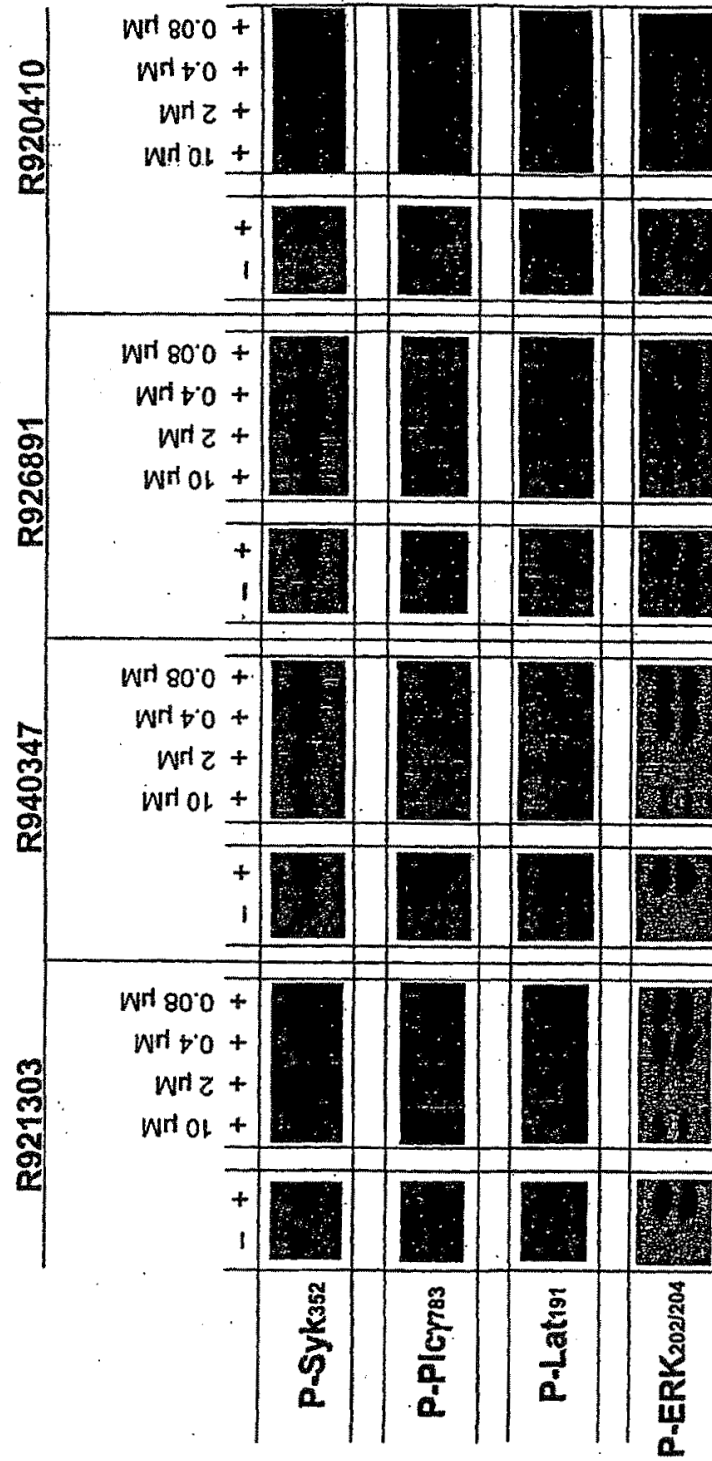 R921303 R940347 R926891 R920410
10 µM 2 µM 0.4 µM 0.08 µM 10 µM 2 µM 0.4 µM 0.08 µM 10 µM 2 µM 0.4 µM 0.08 µM 10 µM 2 µM 0.4 µM 0.08 µM
– + + + + + – + + + + + – + + + + + – + + + + +
P-Syk352
P-Plcγ783
P-Lat191
P-ERK202/204